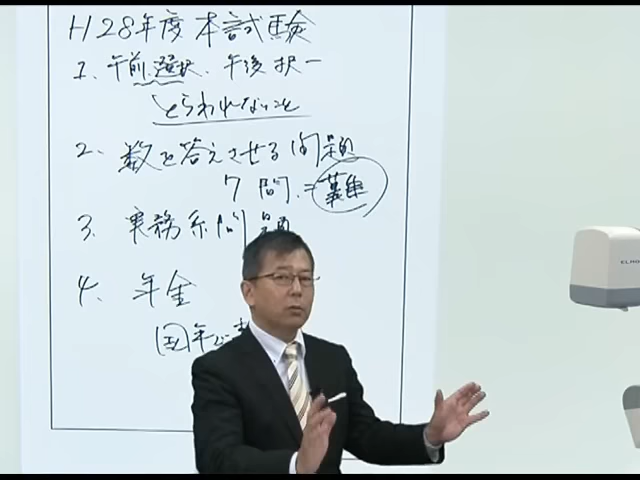 H28年度本試験
1、午前、選択、午後択一
とらわれないこと
2、数を答えさせる問題
7問.=難
3、実務系問題
4、年金
国年
ELMO